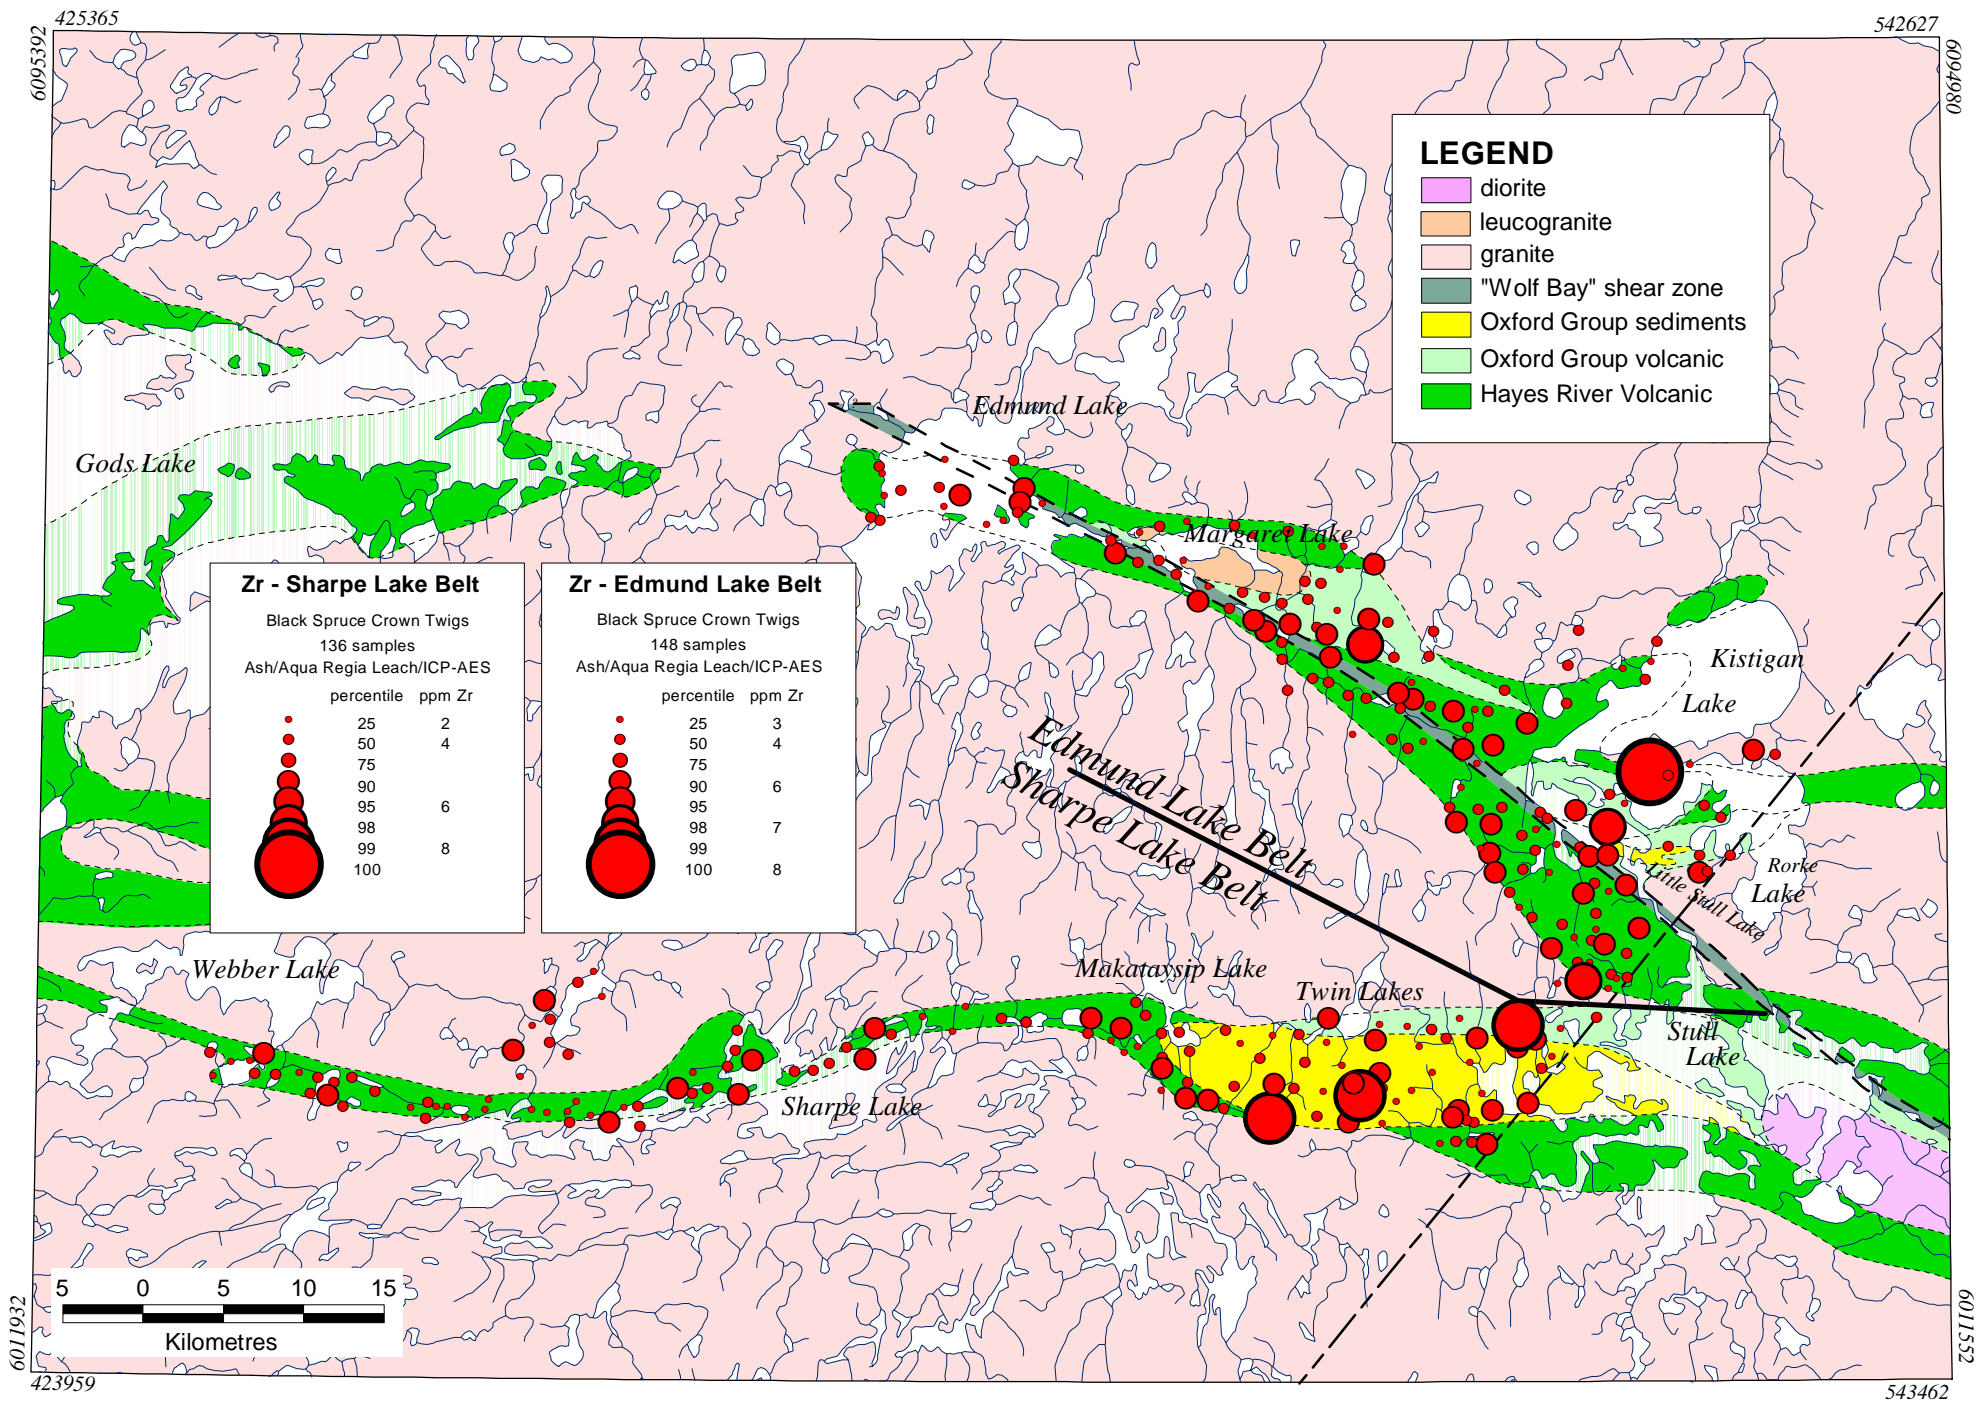 425365
542627
6095392
6094980
LEGEND
diorite
leucogranite
granite
"Wolf Bay" shear zone
Oxford Group sediments
Oxford Group volcanic
Hayes River Volcanic
Edmund Lake
Gods Lake
Margaret Lake
Zr - Sharpe Lake Belt
Black Spruce Crown Twigs
136 samples
Ash/Aqua Regia Leach/ICP-AES
percentile ppm Zr
25 2
50 4
75
90
95 6
98
99 8
100
Zr - Edmund Lake Belt
Black Spruce Crown Twigs
148 samples
Ash/Aqua Regia Leach/ICP-AES
percentile ppm Zr
25 3
50 4
75
90 6
95
98 7
99
100 8
Kistigan
Lake
Edmund Lake Belt
Sharpe Lake Belt
Rorke
Lake
Little Stull Lake
Webber Lake
Makataysip Lake
Twin Lakes
Stull
Lake
Sharpe Lake
5 0 5 10 15
Kilometres
6011932
423959
6011552
543462